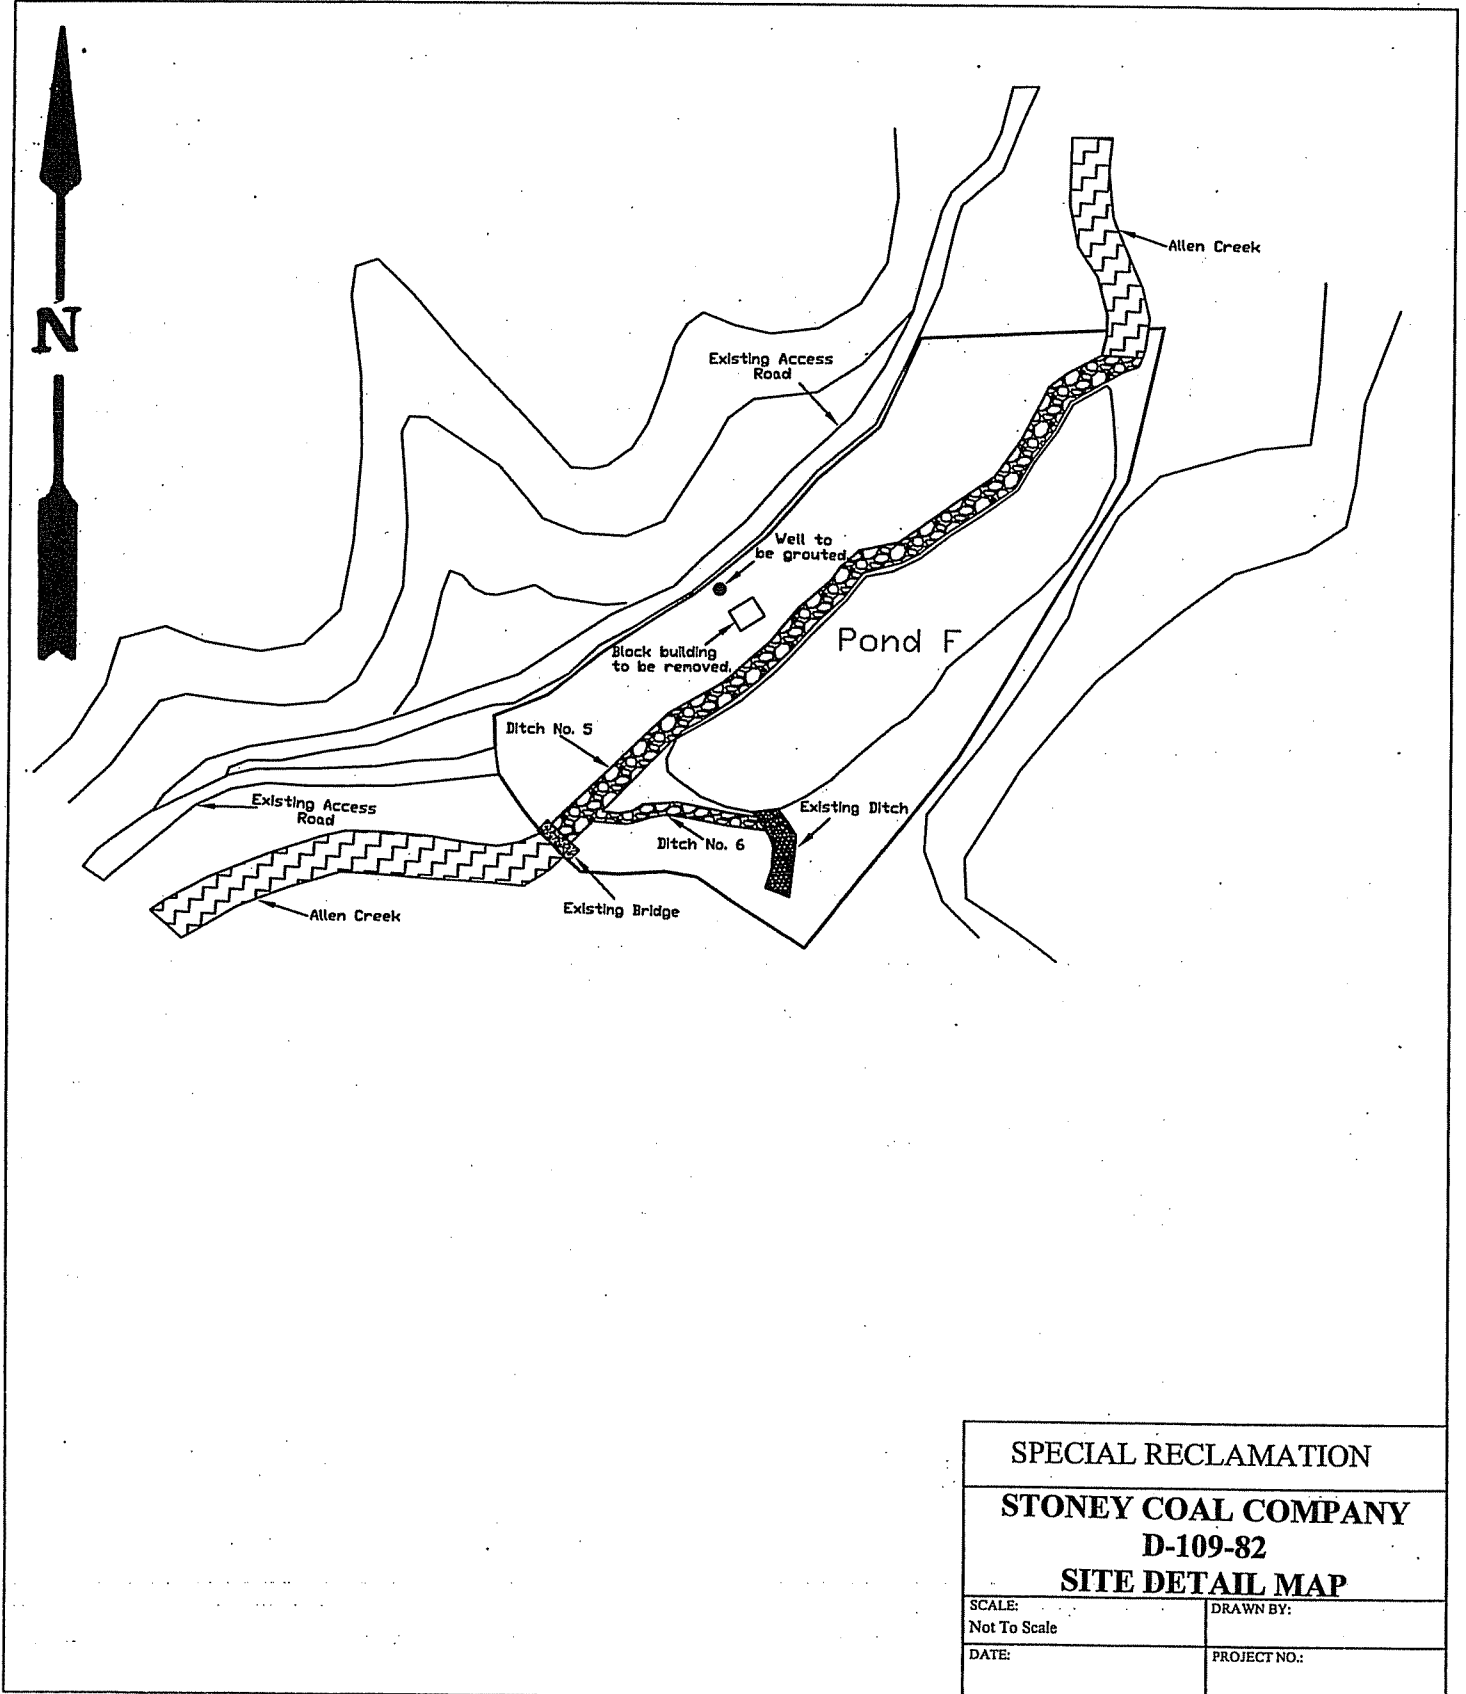 N
Allen Creek
Existing Access
Road
Well to
be grouted.
Pond F
Block building
to be removed.
Ditch No. 5
Existing Access
Road
Existing Ditch
Ditch No. 6
Existing Bridge
Allen Creek
SPECIAL RECLAMATION
STONEY COAL COMPANY
D-109-82
SITE DETAIL MAP
SCALE:
Not To Scale
DRAWN BY:
DATE:
PROJECT NO.: